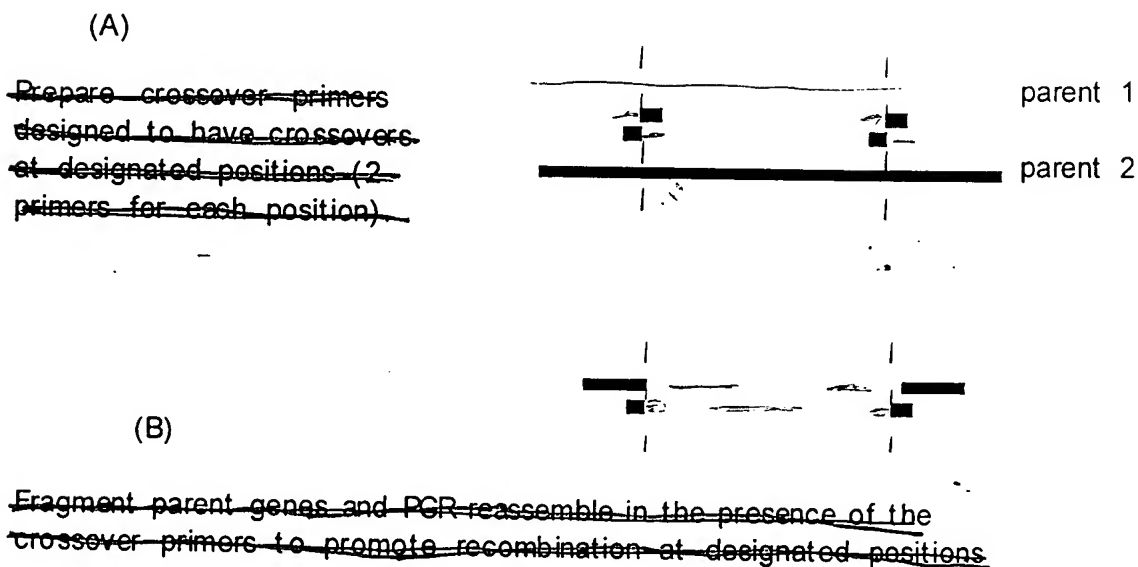 (A)
Prepare crossover primers
designed to have crossovers
at designated positions (2
primers for each position).
parent 1
parent 2
(B)
Fragment parent genes and PCR reassemble in the presence of the
crossover primers to promote recombination at designated positions